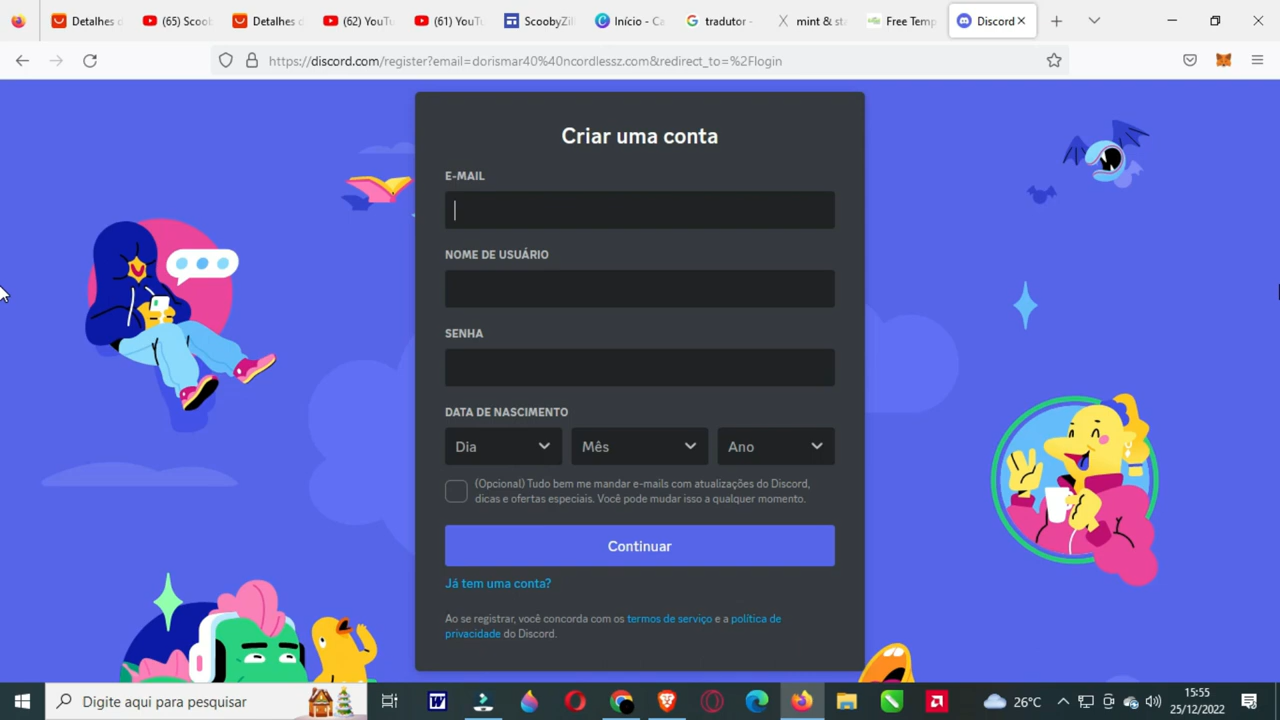 Detalhes d
(65) Scoob
Detalhes d
(62) YouTu
(61) YouTu
ScoobyZill
Início - Ca
tradutor -
mint & sta
Free Temp
Discord
https://discord.com/register?email=dorismar40%40ncordlessz.com&redirect_to=%2Flogin
Criar uma conta
E-MAIL
NOME DE USUÁRIO
SENHA
DATA DE NASCIMENTO
Dia
Mês
Ano
(Opcional) Tudo bem me mandar e-mails com atualizações do Discord,
dicas e ofertas especiais. Você pode mudar isso a qualquer momento.
Continuar
Já tem uma conta?
Ao se registrar, você concorda com os termos de serviço e a política de
privacidade do Discord.
Digite aqui para pesquisar
26°C
15:55
25/12/2022